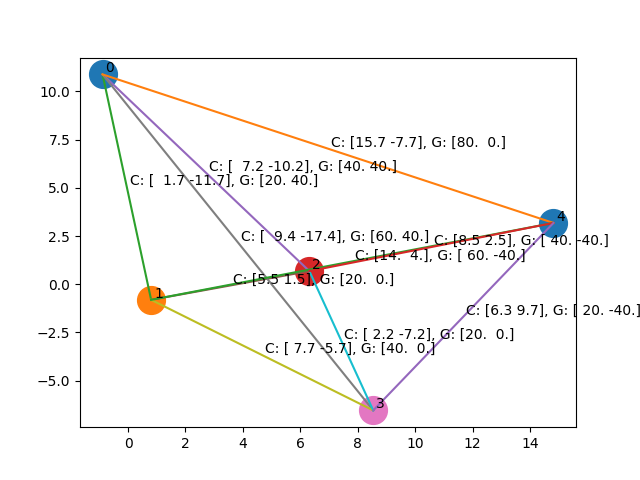 0
10.0
C: [15.7 -7.7], G: [80.  0.]
7.5
C: [  7.2 -10.2], G: [40. 40.]
C: [  1.7 -11.7], G: [20. 40.]
5.0
4
C: [  9.4 -17.4], G: [60. 40.]
C: [8.5 2.5], G: [ 40. -40.]
2.5
C: [14.  4.], G: [ 60. -40.]
2
C: [5.5 1.5], G: [20.  0.]
0.0
1
C: [6.3 9.7], G: [ 20. -40.]
−2.5
C: [ 2.2 -7.2], G: [20.  0.]
C: [ 7.7 -5.7], G: [40.  0.]
−5.0
3
0 2 4 6 8 10 12 14